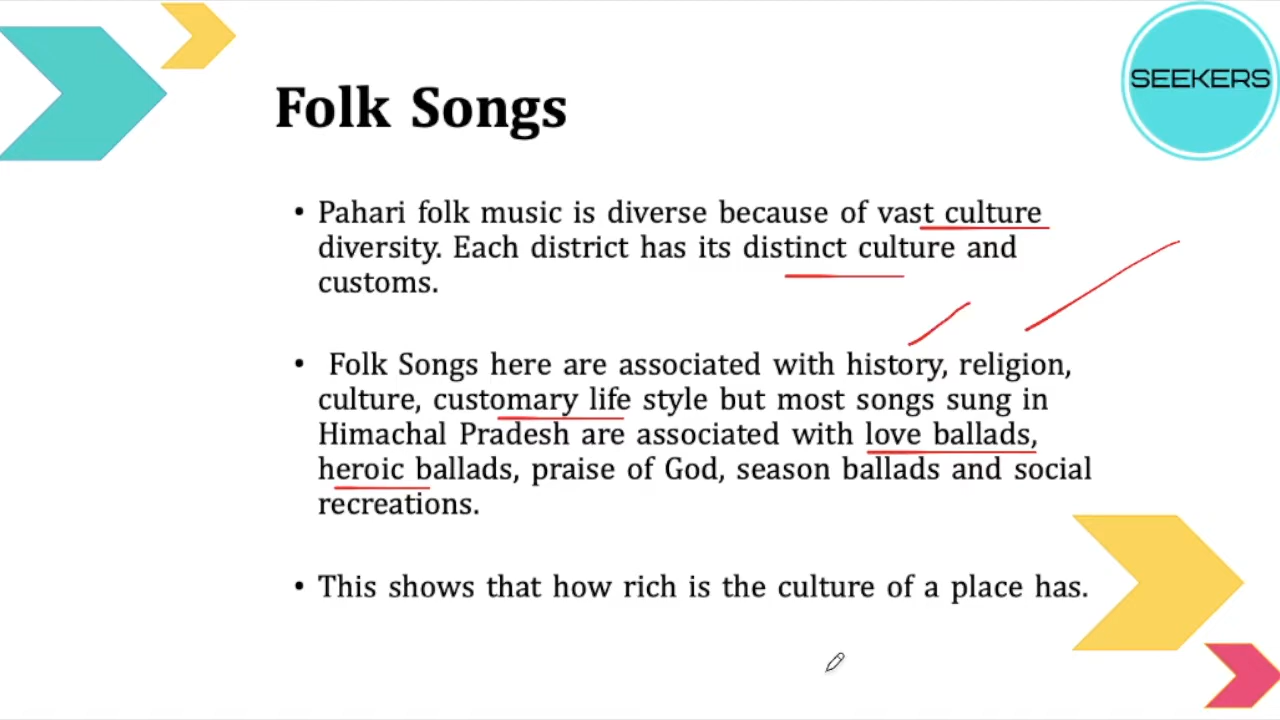 SEEKERS
Folk Songs
• Pahari folk music is diverse because of vast culture
diversity. Each district has its distinct culture and
customs.
• Folk Songs here are associated with history, religion,
culture, customary life style but most songs sung in
Himachal Pradesh are associated with love ballads,
heroic ballads, praise of God, season ballads and social
recreations.
• This shows that how rich is the culture of a place has.